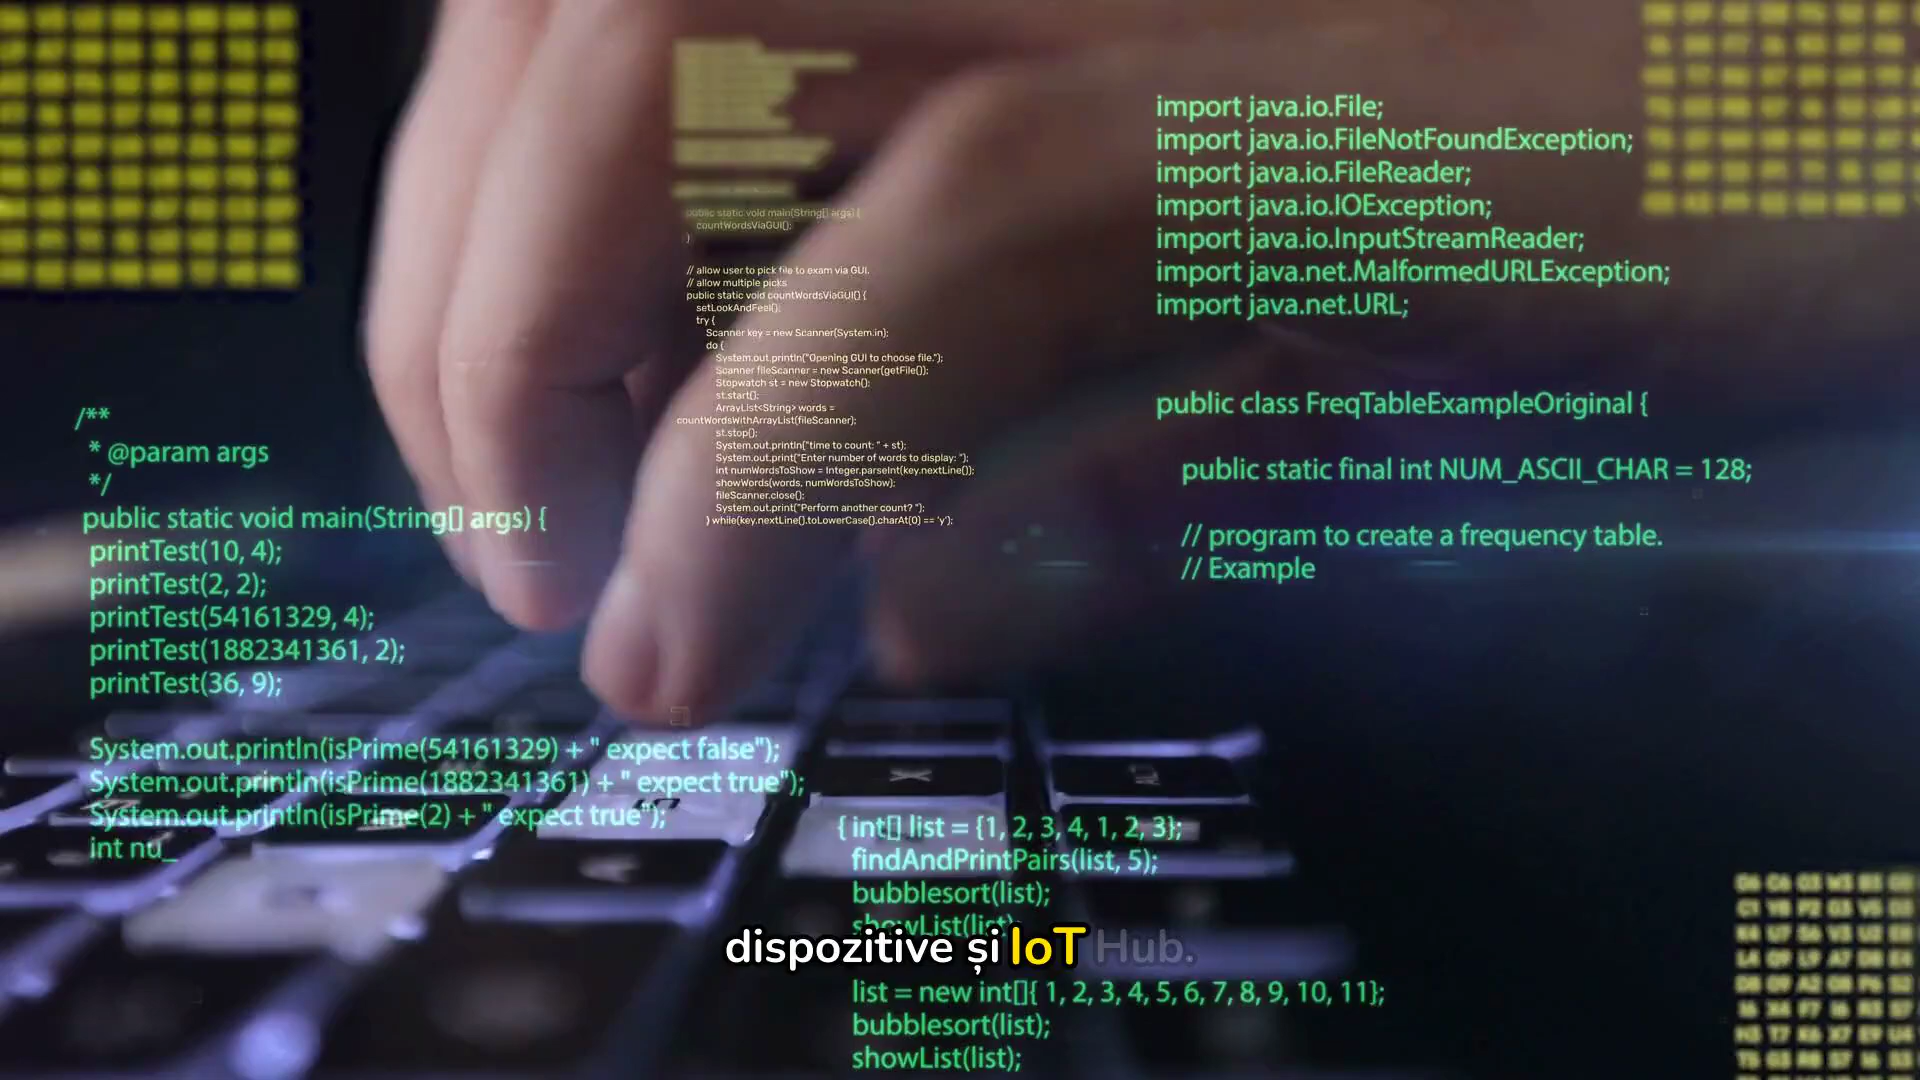 public static void main(String[] args) {
countWordsViaGUI();
}
// allow user to pick file to exam via GUI.
// allow multiple picks
public static void countWordsViaGUI() {
setLookAndFeel();
try {
Scanner key = new Scanner(System.in);
do {
System.out.println("Opening GUI to choose file.");
Scanner fileScanner = new Scanner(getFile());
Stopwatch st = new Stopwatch();
st.start();
ArrayList<String> words =
countWordsWithArrayList(fileScanner);
st.stop();
System.out.println("time to count: " + st);
System.out.print("Enter number of words to display: ");
int numWordsToShow = Integer.parseInt(key.nextLine());
showWords(words, numWordsToShow);
fileScanner.close();
System.out.print("Perform another count? ");
} while(key.nextLine().toLowerCase().charAt(0) == 'y');
import java.io.File;
import java.io.FileNotFoundException;
import java.io.FileReader;
import java.io.IOException;
import java.io.InputStreamReader;
import java.net.MalformedURLException;
import java.net.URL;
public class FreqTableExampleOriginal {
public static final int NUM_ASCII_CHAR = 128;
// program to create a frequency table.
// Example
/**
* @param args
*/
public static void main(String[] args) {
printTest(10, 4);
printTest(2, 2);
printTest(54161329, 4);
printTest(1882341361, 2);
printTest(36, 9);
System.out.println(isPrime(54161329) + " expect false");
System.out.println(isPrime(1882341361) + " expect true");
System.out.println(isPrime(2) + " expect true");
int nu_
{ int[] list = {1, 2, 3, 4, 1, 2, 3};
findAndPrintPairs(list, 5);
bubblesort(list);
showList(list);
dispozitive și IoT Hub.
list = new int[]{ 1, 2, 3, 4, 5, 6, 7, 8, 9, 10, 11};
bubblesort(list);
showList(list);